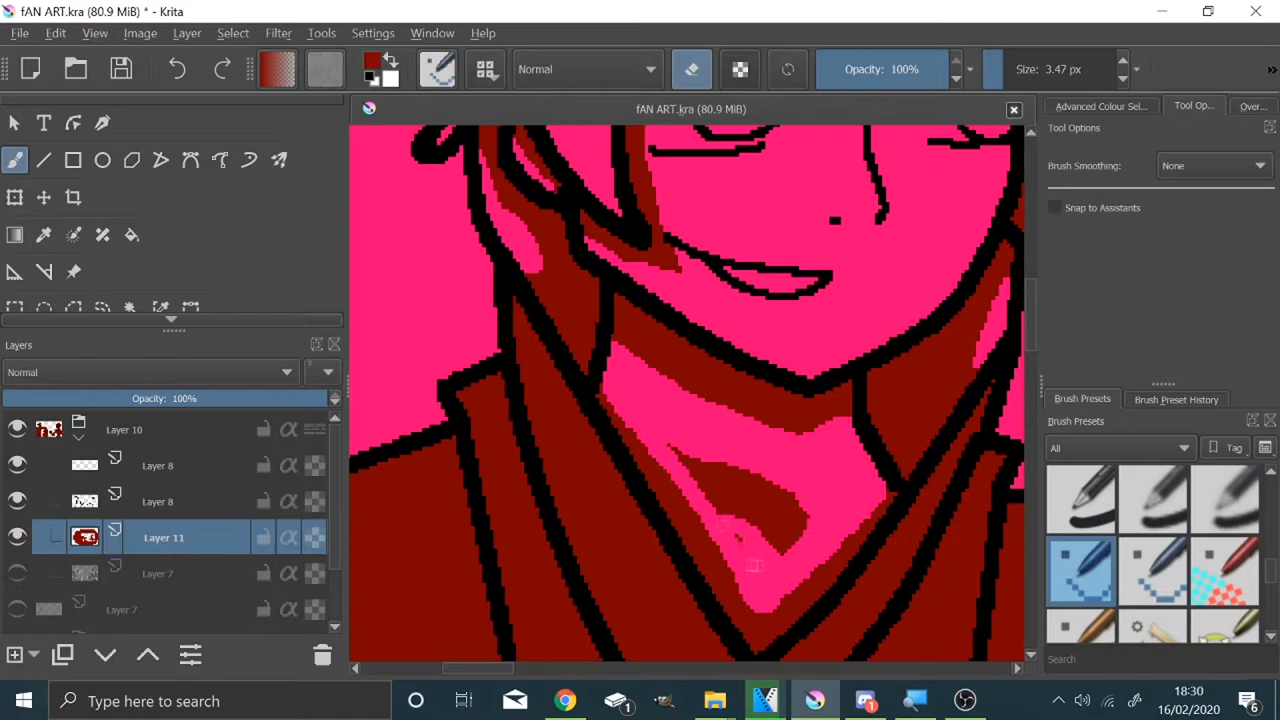 fAN ART.kra (80.9 MiB) * - Krita
File Edit View Image Layer Select Filter Tools Settings Window Help
Normal Opacity: 100% Size: 3.47 px
fAN ART.kra (80.9 MiB)
Advanced Colour Sel... Tool Op... Over...
Tool Options
Brush Smoothing: None
Snap to Assistants
Layers
Normal
Opacity: 100%
Layer 10
Layer 8
Layer 8
Layer 11
Layer 7
Layer 7
Brush Presets Brush Preset History
Brush Presets
All Tag
Search
Type here to search
1
1
18:30
16/02/2020
6